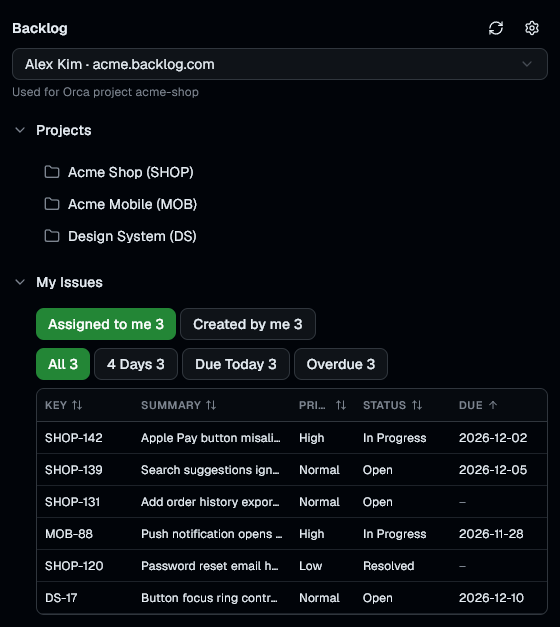 Backlog
Alex Kim · acme.backlog.com
Used for Orca project acme-shop
Projects
Acme Shop (SHOP)
Acme Mobile (MOB)
Design System (DS)
My Issues
Assigned to me 3 Created by me 3
All 3 4 Days 3 Due Today 3 Overdue 3
KEY SUMMARY PRI... STATUS DUE
SHOP-142 Apple Pay button misali... High In Progress 2026-12-02
SHOP-139 Search suggestions ign... Normal Open 2026-12-05
SHOP-131 Add order history expor... Normal Open –
MOB-88 Push notification opens ... High In Progress 2026-11-28
SHOP-120 Password reset email h... Low Resolved –
DS-17 Button focus ring contr... Normal Open 2026-12-10